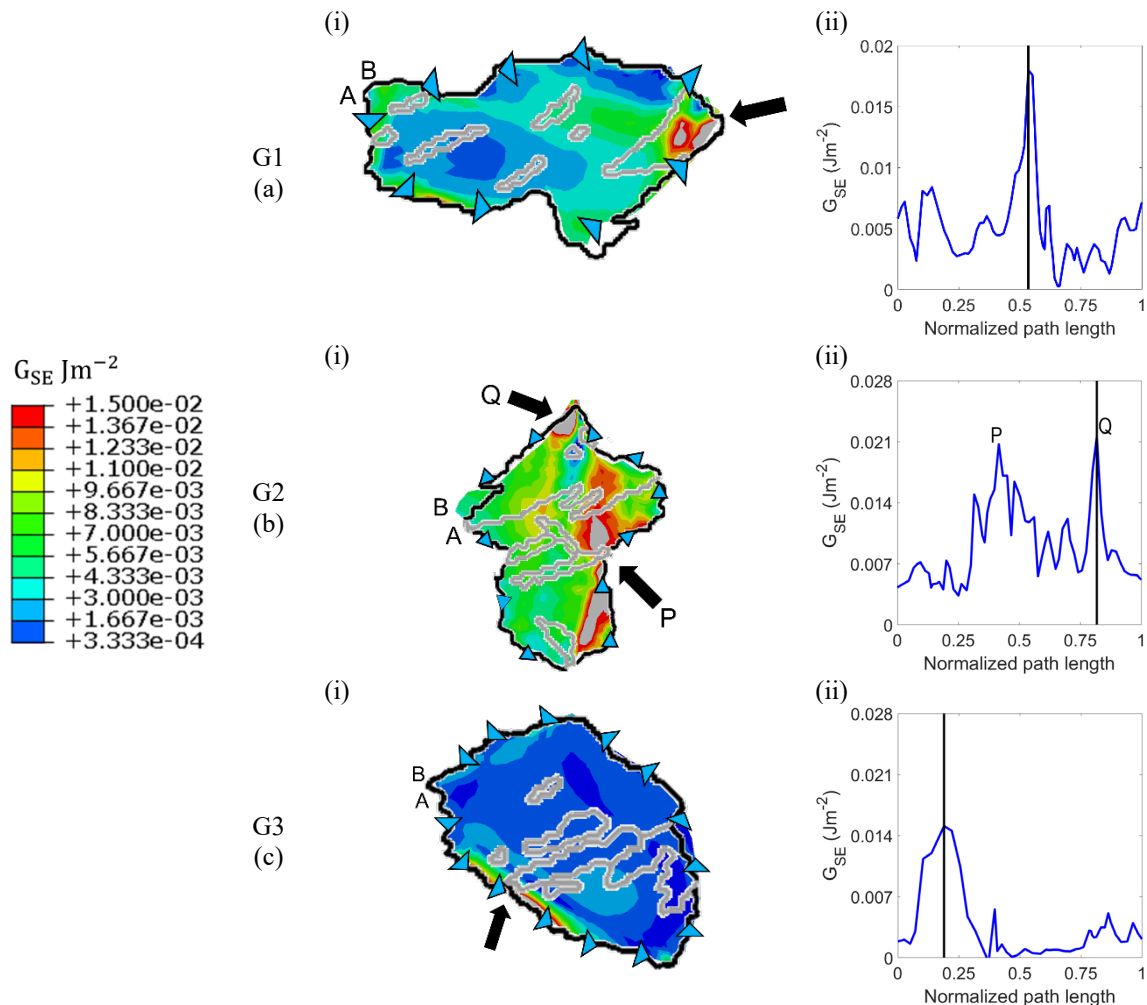 (i)
(ii)
B
A
G1
(a)
G_SE (Jm⁻²)
0.02
0.015
0.01
0.005
0
0 0.25 0.5 0.75 1
Normalized path length
G_SE Jm⁻²
+1.500e-02
+1.367e-02
+1.233e-02
+1.100e-02
+9.667e-03
+8.333e-03
+7.000e-03
+5.667e-03
+4.333e-03
+3.000e-03
+1.667e-03
+3.333e-04
(i)
(ii)
Q
B
A
P
G2
(b)
G_SE (Jm⁻²)
0.028
0.021
0.014
0.007
0
P
Q
0 0.25 0.5 0.75 1
Normalized path length
(i)
(ii)
B
A
G3
(c)
G_SE (Jm⁻²)
0.028
0.021
0.014
0.007
0
0 0.25 0.5 0.75 1
Normalized path length